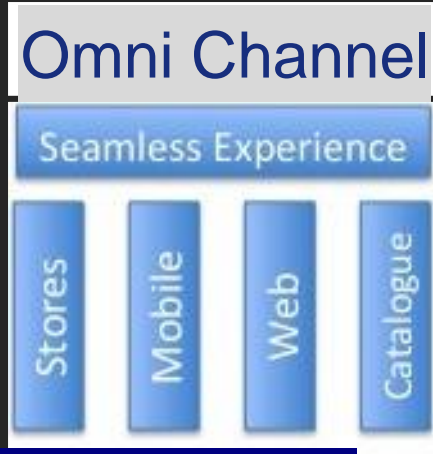 Omni Channel
Seamless Experience
Stores
Mobile
Web
Catalogue